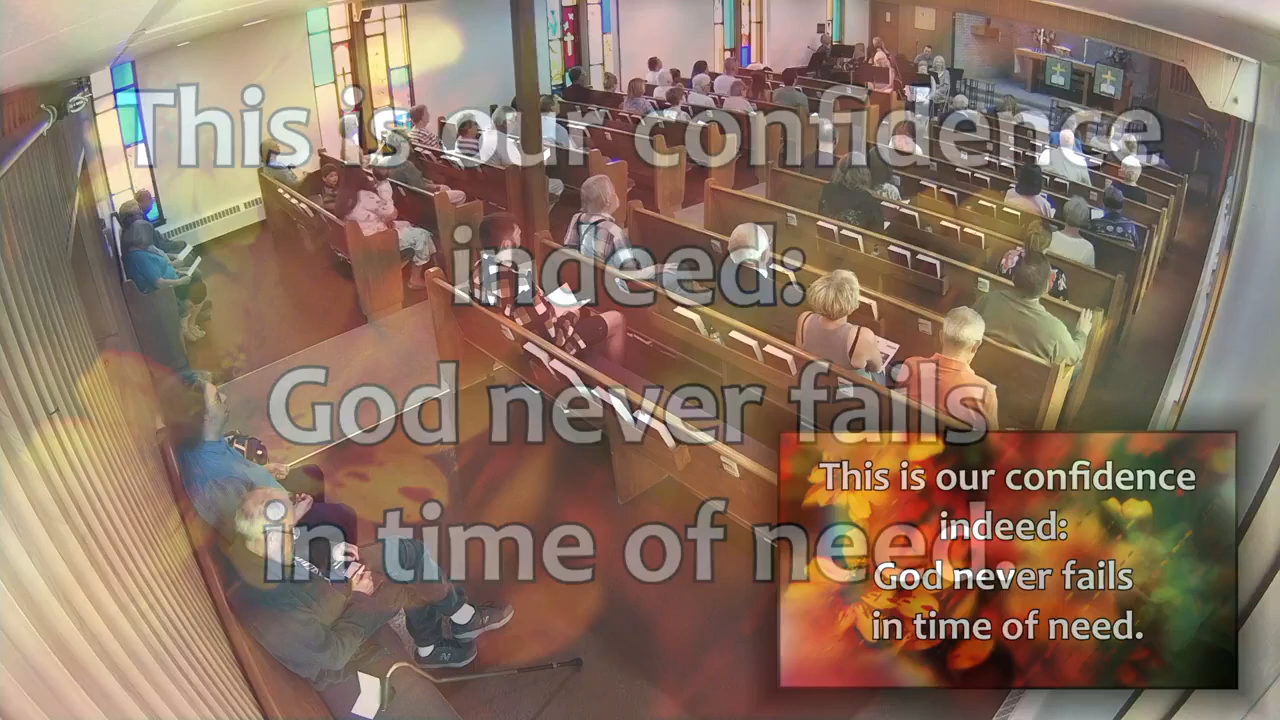 This is our confidence
indeed:
God never fails
in time of need.
This is our confidence
indeed:
God never fails
in time of need.